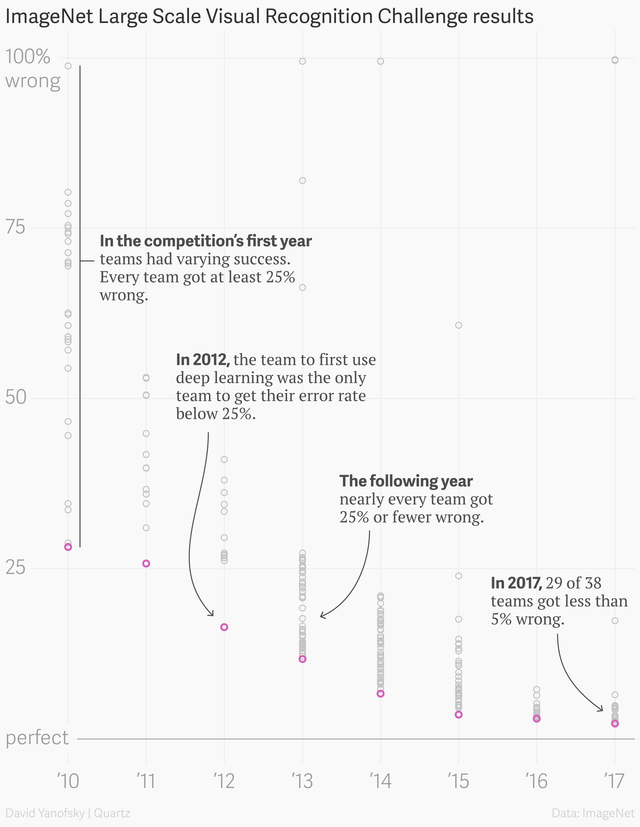 ImageNet Large Scale Visual Recognition Challenge results
100%
wrong
75
In the competition’s first year
teams had varying success.
Every team got at least 25%
wrong.
In 2012, the team to first use
deep learning was the only
team to get their error rate
below 25%.
50
The following year
nearly every team got
25% or fewer wrong.
25
In 2017, 29 of 38
teams got less than
5% wrong.
perfect
’10 ’11 ’12 ’13 ’14 ’15 ’16 ’17
David Yanofsky | Quartz
Data: ImageNet